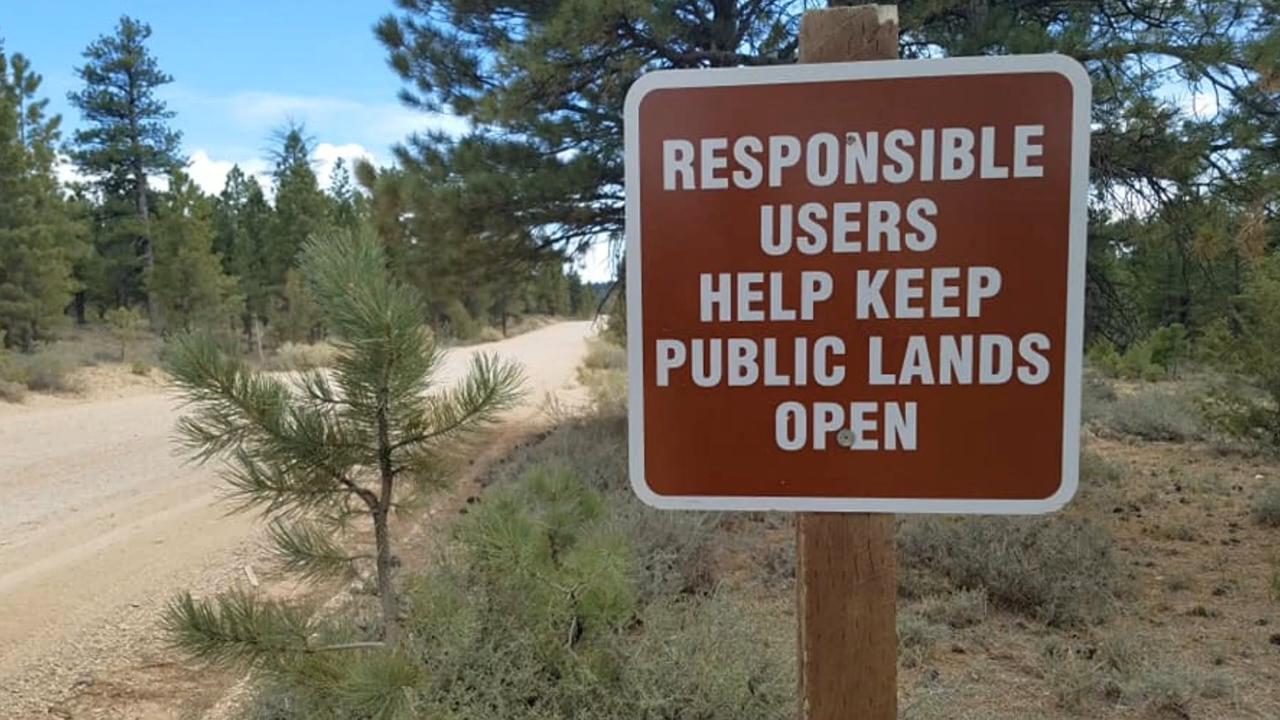 RESPONSIBLE
USERS
HELP KEEP
PUBLIC LANDS
OPEN